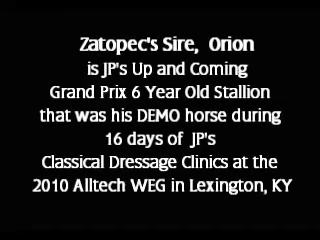 Zatopec's Sire, Orion
is JP's Up and Coming
Grand Prix 6 Year Old Stallion
that was his DEMO horse during
16 days of JP's
Classical Dressage Clinics at the
2010 Alltech WEG in Lexington, KY